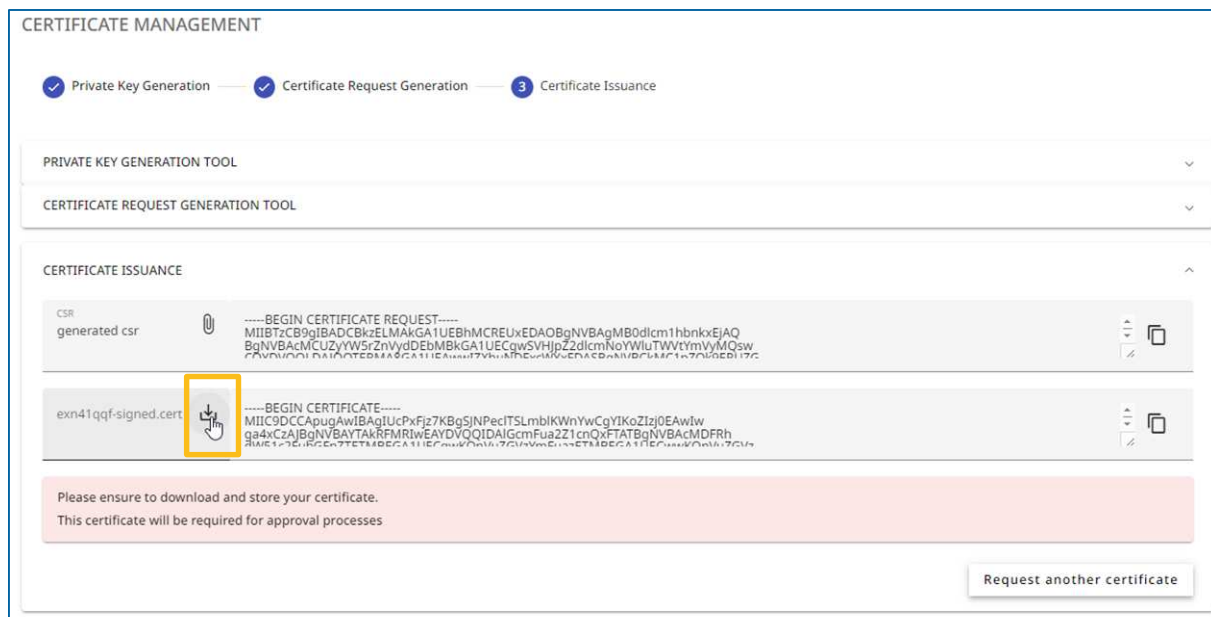 CERTIFICATE MANAGEMENT
Private Key Generation
Certificate Request Generation
3 Certificate Issuance
PRIVATE KEY GENERATION TOOL
CERTIFICATE REQUEST GENERATION TOOL
CERTIFICATE ISSUANCE
CSR
generated csr
-----BEGIN CERTIFICATE REQUEST-----
MIIBTzCB9gIBADCBkzELMAkGA1UEBhMCREUxEDAOBgNVBAgMB0dlcm1hbnkxEjAQ
BgNVBAcMCUZyYW5rZnVydDEbMBkGA1UECgwSVHJpZ2dlcmNoYWluTWVtYmVyMQsw
exn41qqf-signed.cert
-----BEGIN CERTIFICATE-----
MIIC9DCCApugAwIBAgIUcPxFjz7KBgSJNPeclTSLmblKWnYwCgYIKoZIzj0EAwIw
ga4xCzAJBgNVBAYTAkRFMRIwEAYDVQQIDAlGcmFua2Z1cnQxFTATBgNVBAcMDFRh
Please ensure to download and store your certificate.
This certificate will be required for approval processes
Request another certificate